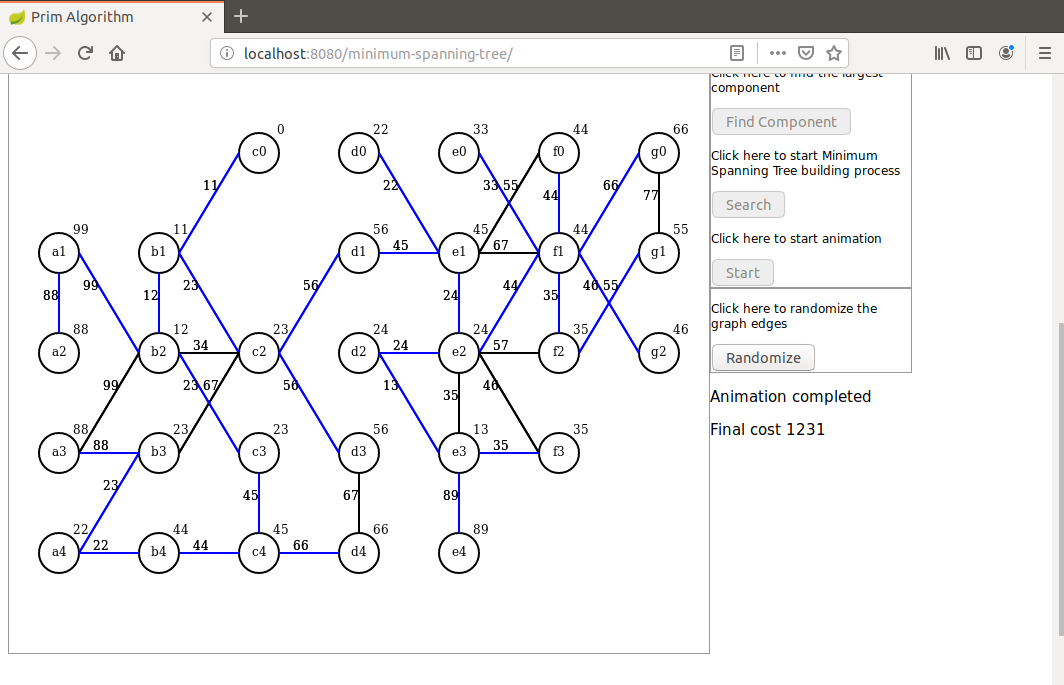 Prim Algorithm
localhost:8080/minimum-spanning-tree/
Click here to find the largest
component
Find Component
Click here to start Minimum
Spanning Tree building process
Search
Click here to start animation
Start
Click here to randomize the
graph edges
Randomize
Animation completed
Final cost 1231
0 22 33 44 66
c0 d0 e0 f0 g0
11 22 33 55 44 66 77
99 11 56 45 44 55
a1 b1 d1 45 e1 67 f1 g1
88 99 12 23 56 24 44 35 46 55
88 12 23 24 24 35 46
a2 b2 34 c2 d2 24 e2 57 f2 g2
99 23 67 56 13 35 46
88 23 23 56 13 35
a3 88 b3 c3 d3 e3 35 f3
23 45 67 89
22 44 45 66 89
a4 22 b4 44 c4 66 d4 e4